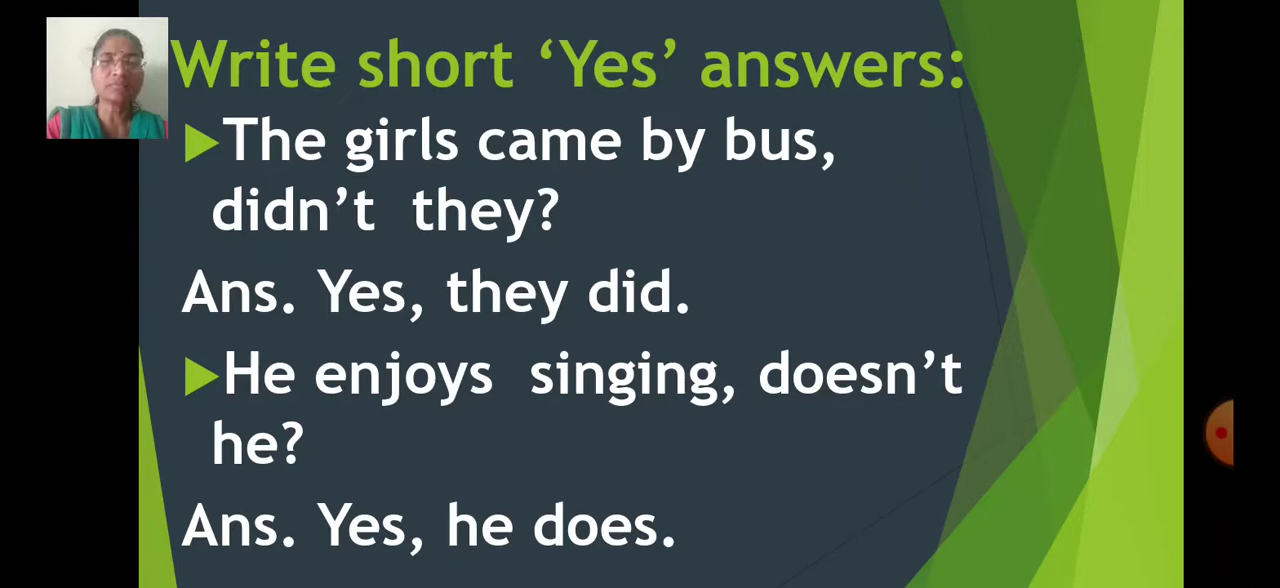 Write short ‘Yes’ answers:
The girls came by bus,
didn’t they?
Ans. Yes, they did.
He enjoys singing, doesn’t
he?
Ans. Yes, he does.